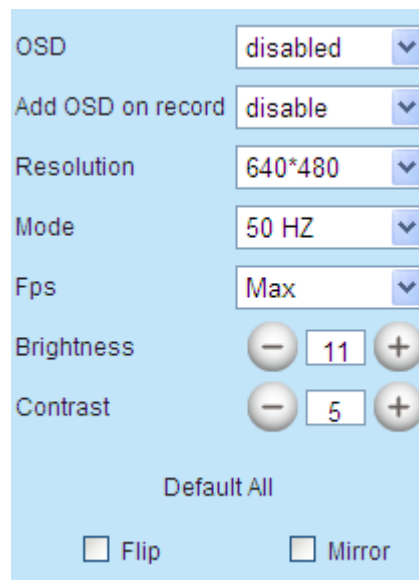 OSD disabled
Add OSD on record disable
Resolution 640*480
Mode 50 HZ
Fps Max
Brightness 11
Contrast 5
Default All
Flip Mirror